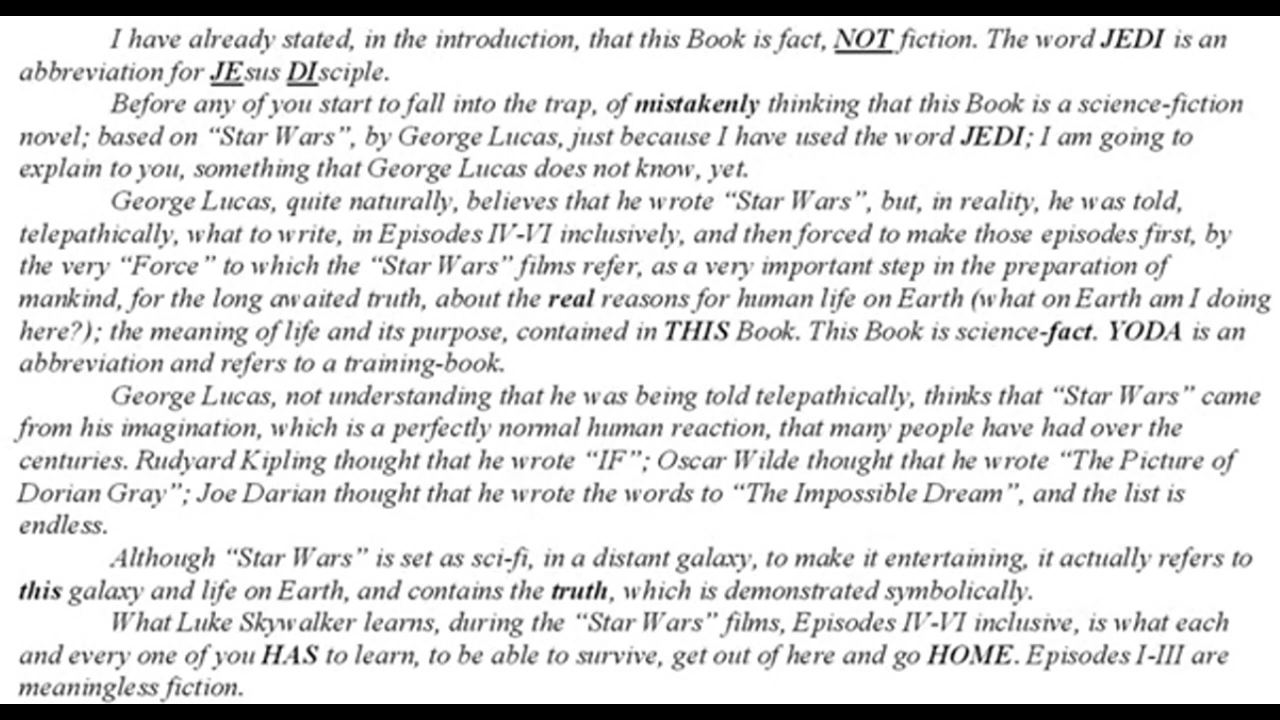 I have already stated, in the introduction, that this Book is fact, NOT fiction. The word JEDI is an
abbreviation for JEsus DIsciple.
Before any of you start to fall into the trap, of mistakenly thinking that this Book is a science-fiction
novel; based on “Star Wars”, by George Lucas, just because I have used the word JEDI; I am going to
explain to you, something that George Lucas does not know, yet.
George Lucas, quite naturally, believes that he wrote “Star Wars”, but, in reality, he was told,
telepathically, what to write, in Episodes IV-VI inclusively, and then forced to make those episodes first, by
the very “Force” to which the “Star Wars” films refer, as a very important step in the preparation of
mankind, for the long awaited truth, about the real reasons for human life on Earth (what on Earth am I doing
here?); the meaning of life and its purpose, contained in THIS Book. This Book is science-fact. YODA is an
abbreviation and refers to a training-book.
George Lucas, not understanding that he was being told telepathically, thinks that “Star Wars” came
from his imagination, which is a perfectly normal human reaction, that many people have had over the
centuries. Rudyard Kipling thought that he wrote “IF”; Oscar Wilde thought that he wrote “The Picture of
Dorian Gray”; Joe Darian thought that he wrote the words to “The Impossible Dream”, and the list is
endless.
Although “Star Wars” is set as sci-fi, in a distant galaxy, to make it entertaining, it actually refers to
this galaxy and life on Earth, and contains the truth, which is demonstrated symbolically.
What Luke Skywalker learns, during the “Star Wars” films, Episodes IV-VI inclusive, is what each
and every one of you HAS to learn, to be able to survive, get out of here and go HOME. Episodes I-III are
meaningless fiction.